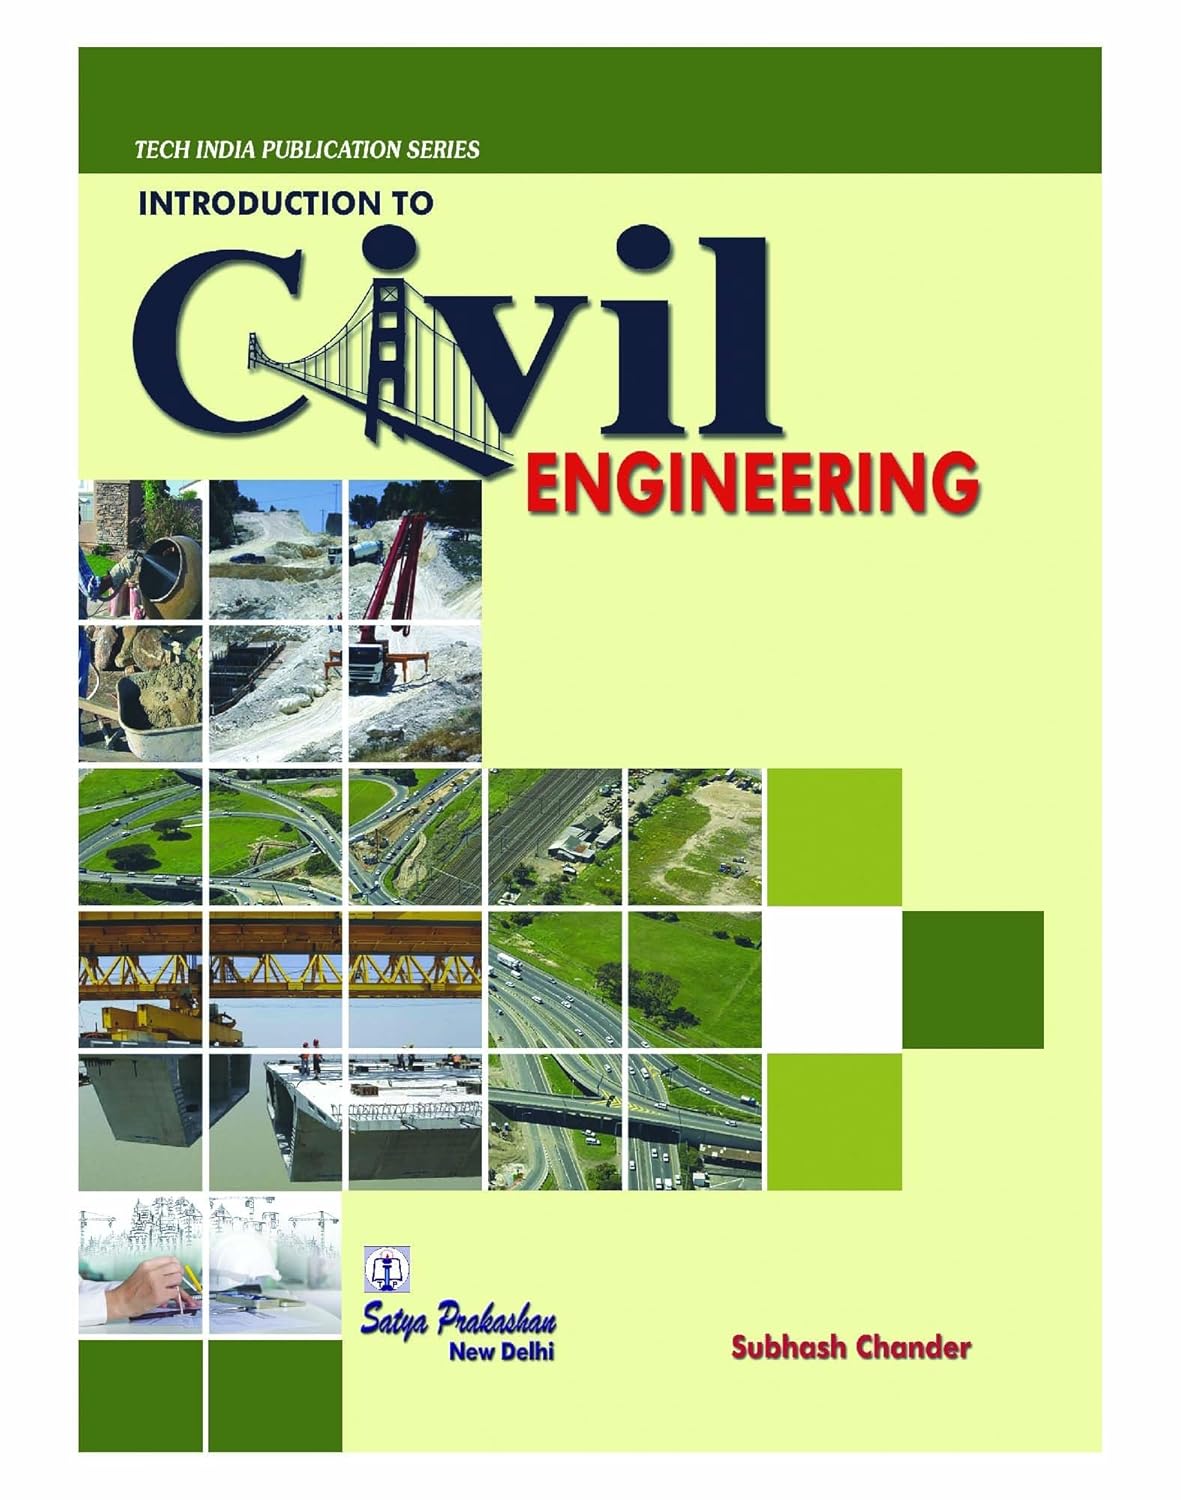 TECH INDIA PUBLICATION SERIES
INTRODUCTION TO
Civil
ENGINEERING
T P
Satya Prakashan
New Delhi
Subhash Chander